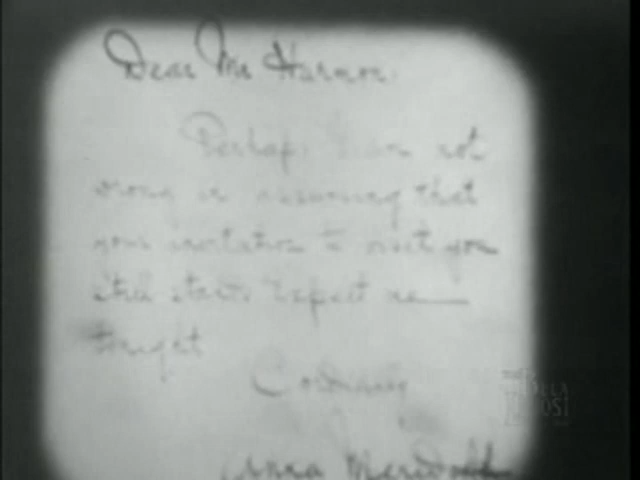 Dear Mr Harmon.
Perhaps I am not
wrong in assuming that
your invitation to visit you
still stands. Expect me
tonight
Cordially
Anna